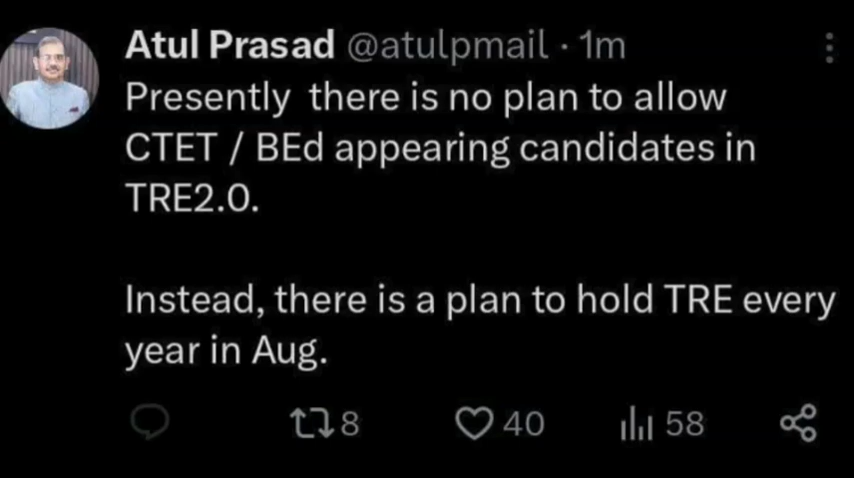 Atul Prasad @atulpmail · 1m
Presently there is no plan to allow
CTET / BEd appearing candidates in
TRE2.0.
Instead, there is a plan to hold TRE every
year in Aug.
8 40 58